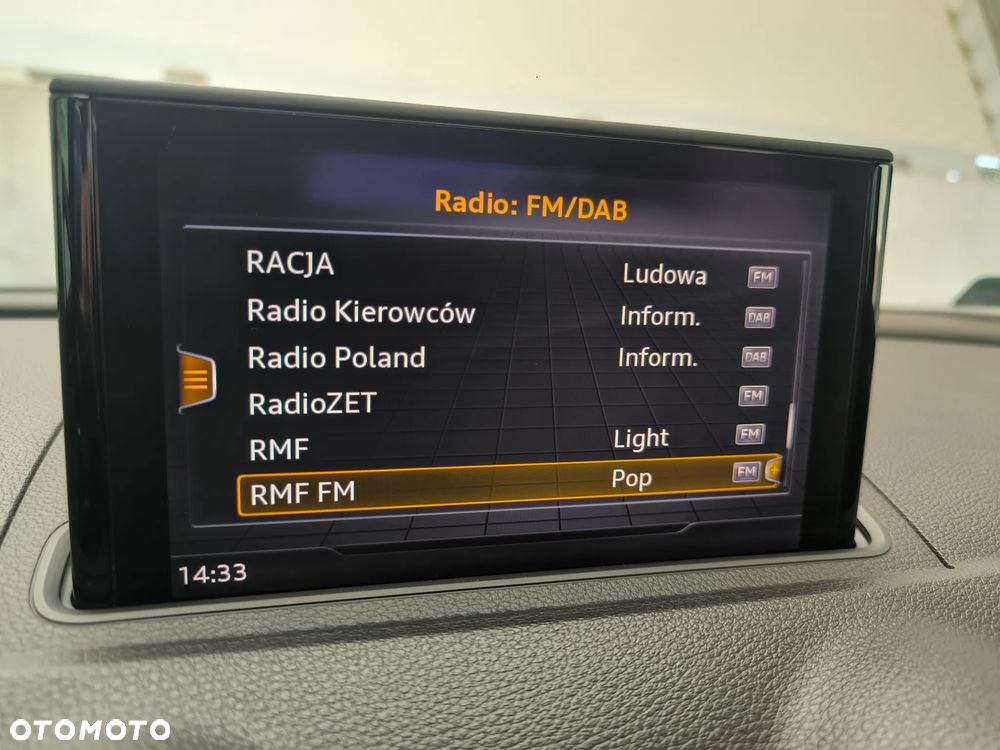 Radio: FM/DAB
RACJA Ludowa FM
Radio Kierowców Inform. DAB
Radio Poland Inform. DAB
RadioZET FM
RMF Light FM
RMF FM Pop FM
14:33
OTOMOTO